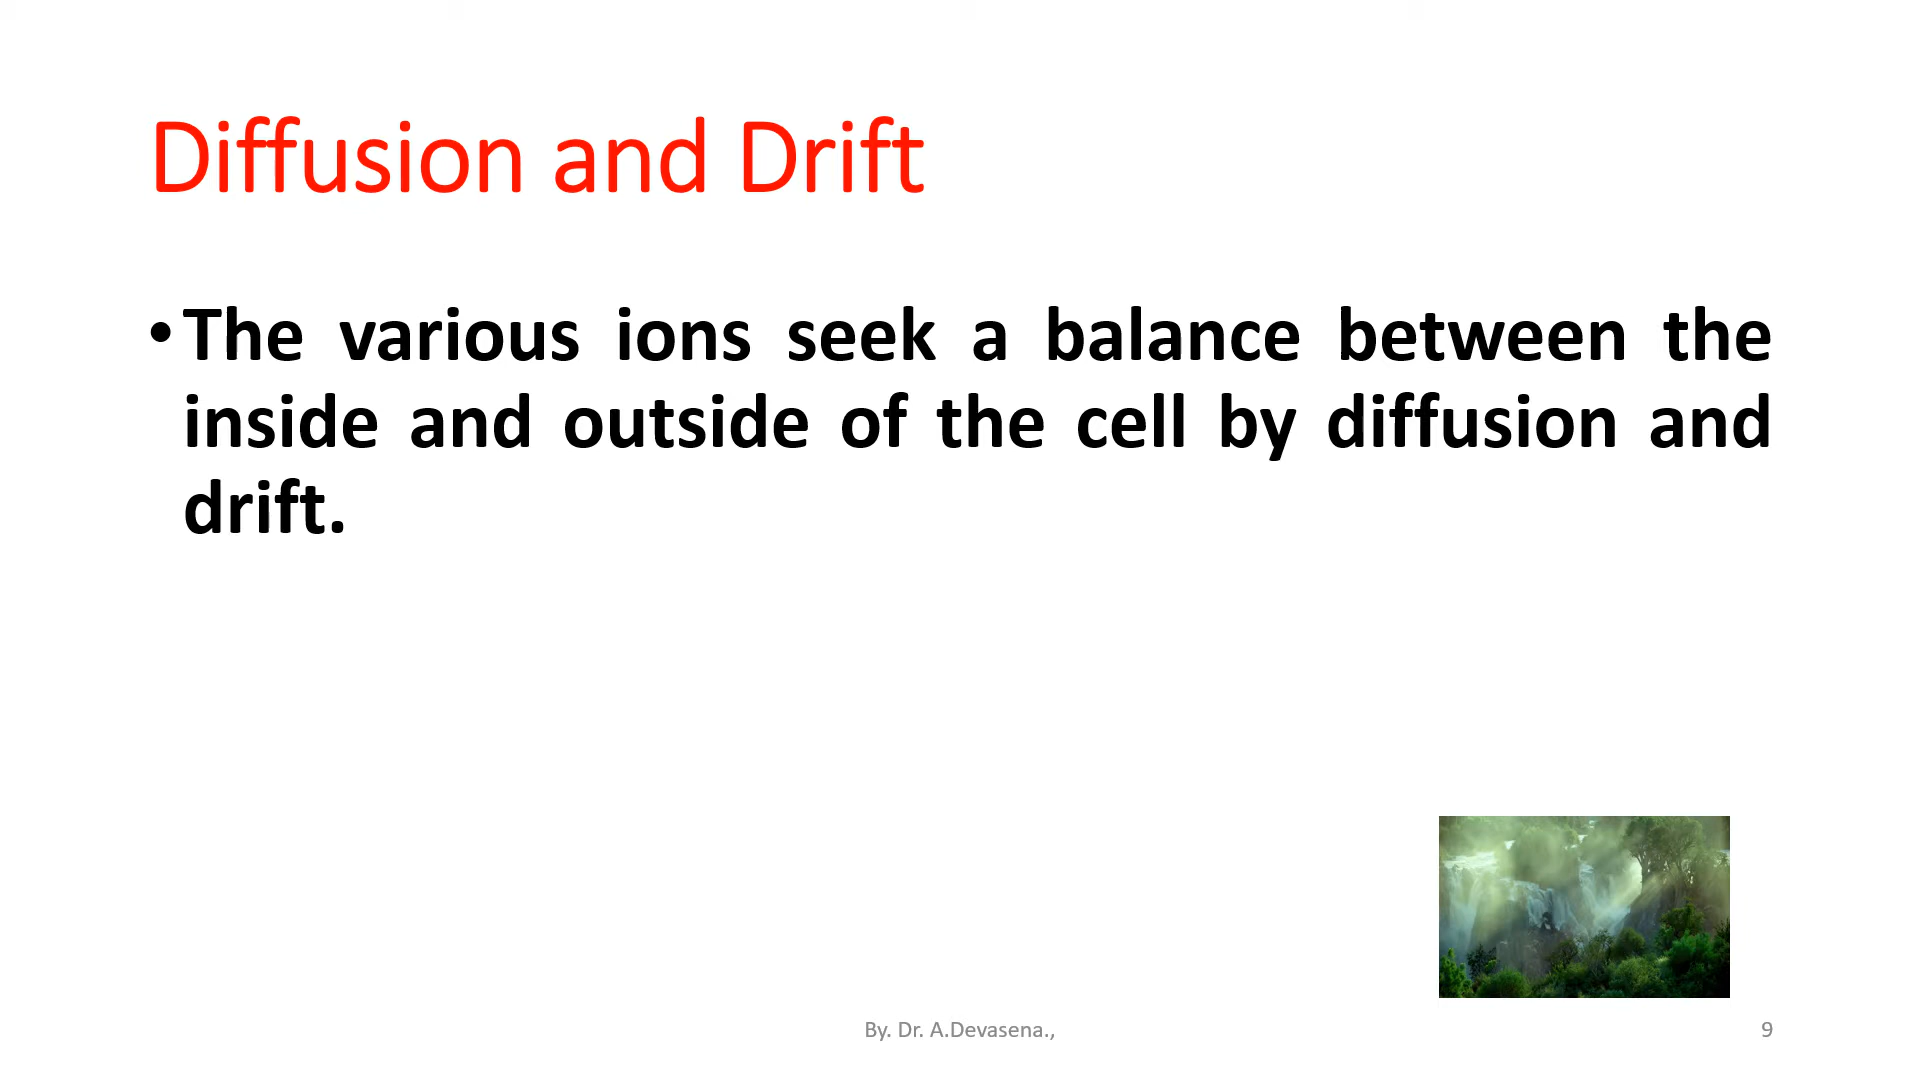 Diffusion and Drift
• The various ions seek a balance between the
inside and outside of the cell by diffusion and
drift.
By. Dr. A.Devasena.,
9